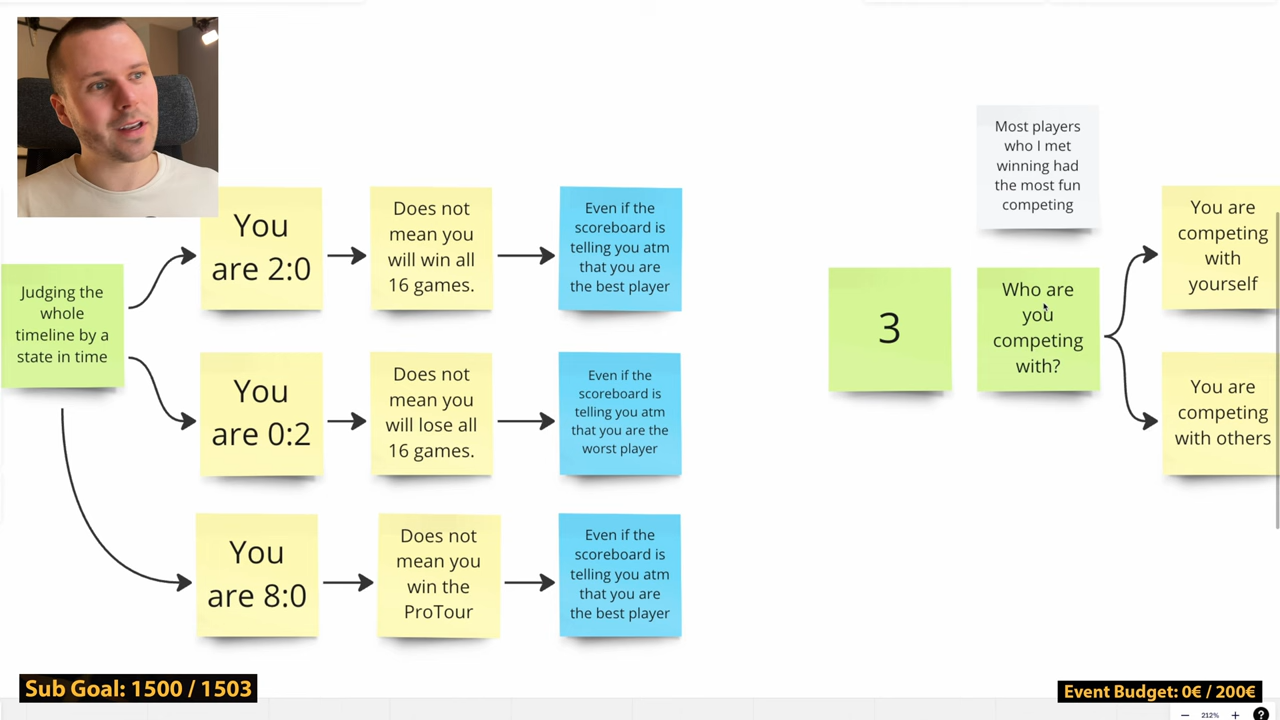 Judging the
whole
timeline by a
state in time
You
are 2:0
Does not
mean you
will win all
16 games.
Even if the
scoreboard is
telling you atm
that you are
the best player
You
are 0:2
Does not
mean you
will lose all
16 games.
Even if the
scoreboard is
telling you atm
that you are the
worst player
You
are 8:0
Does not
mean you
win the
ProTour
Even if the
scoreboard is
telling you atm
that you are
the best player
Most players
who I met
winning had
the most fun
competing
3
Who are
you
competing
with?
You are
competing
with
yourself
You are
competing
with others
Sub Goal: 1500 / 1503
Event Budget: 0€ / 200€
− 212% + ?